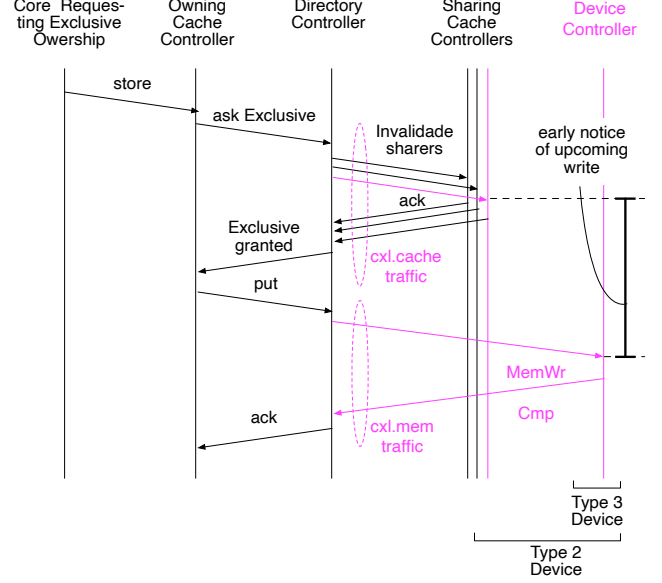 Core Reques-
ting Exclusive
Owership
Owning
Cache
Controller
Directory
Controller
Sharing
Cache
Controllers
Device
Controller
store
ask Exclusive
Invalidade
sharers
early notice
of upcoming
write
ack
Exclusive
granted
cxl.cache
traffic
put
MemWr
Cmp
ack
cxl.mem
traffic
Type 3
Device
Type 2
Device